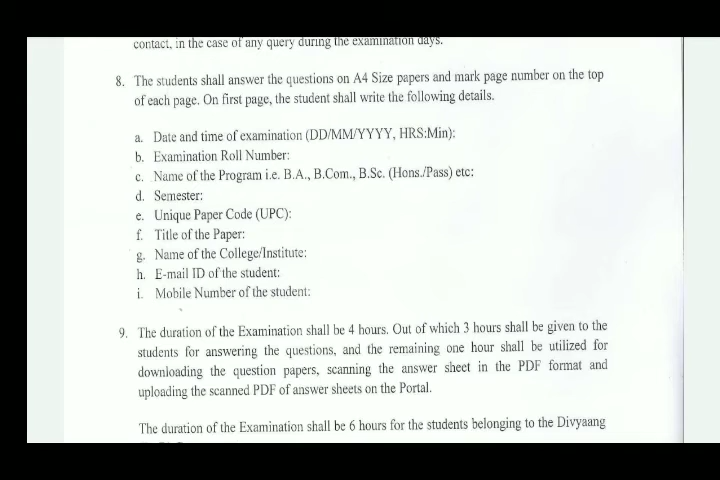 contact, in the case of any query during the examination days.
8. The students shall answer the questions on A4 Size papers and mark page number on the top
of each page. On first page, the student shall write the following details.
a. Date and time of examination (DD/MM/YYYY, HRS:Min):
b. Examination Roll Number:
c. Name of the Program i.e. B.A., B.Com., B.Sc. (Hons./Pass) etc:
d. Semester:
e. Unique Paper Code (UPC):
f. Title of the Paper:
g. Name of the College/Institute:
h. E-mail ID of the student:
i. Mobile Number of the student:
9. The duration of the Examination shall be 4 hours. Out of which 3 hours shall be given to the
students for answering the questions, and the remaining one hour shall be utilized for
downloading the question papers, scanning the answer sheet in the PDF format and
uploading the scanned PDF of answer sheets on the Portal.
The duration of the Examination shall be 6 hours for the students belonging to the Divyaang